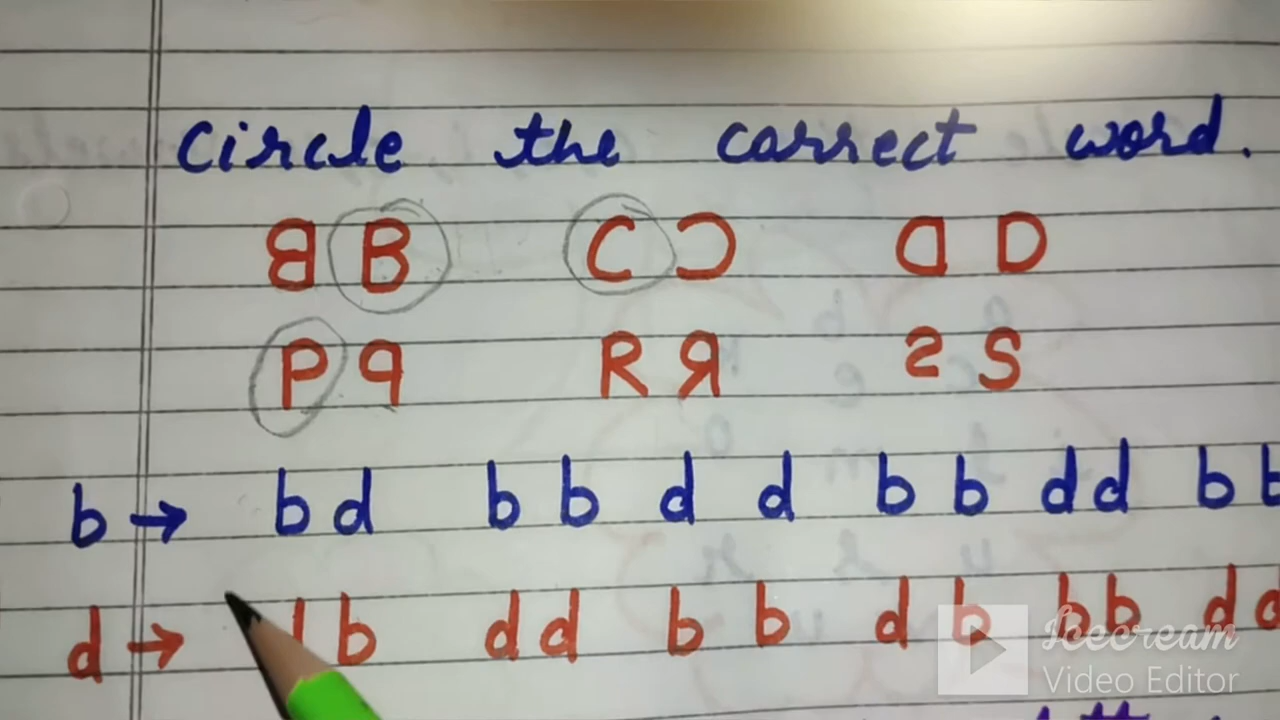 Circle the correct word.
ᗺ B C Ɔ ᗡ D
P ꟼ R Я Ƨ S
b → b d b b d d b b d d b b
d → b d d b b d b b b d d
Icecream
Video Editor